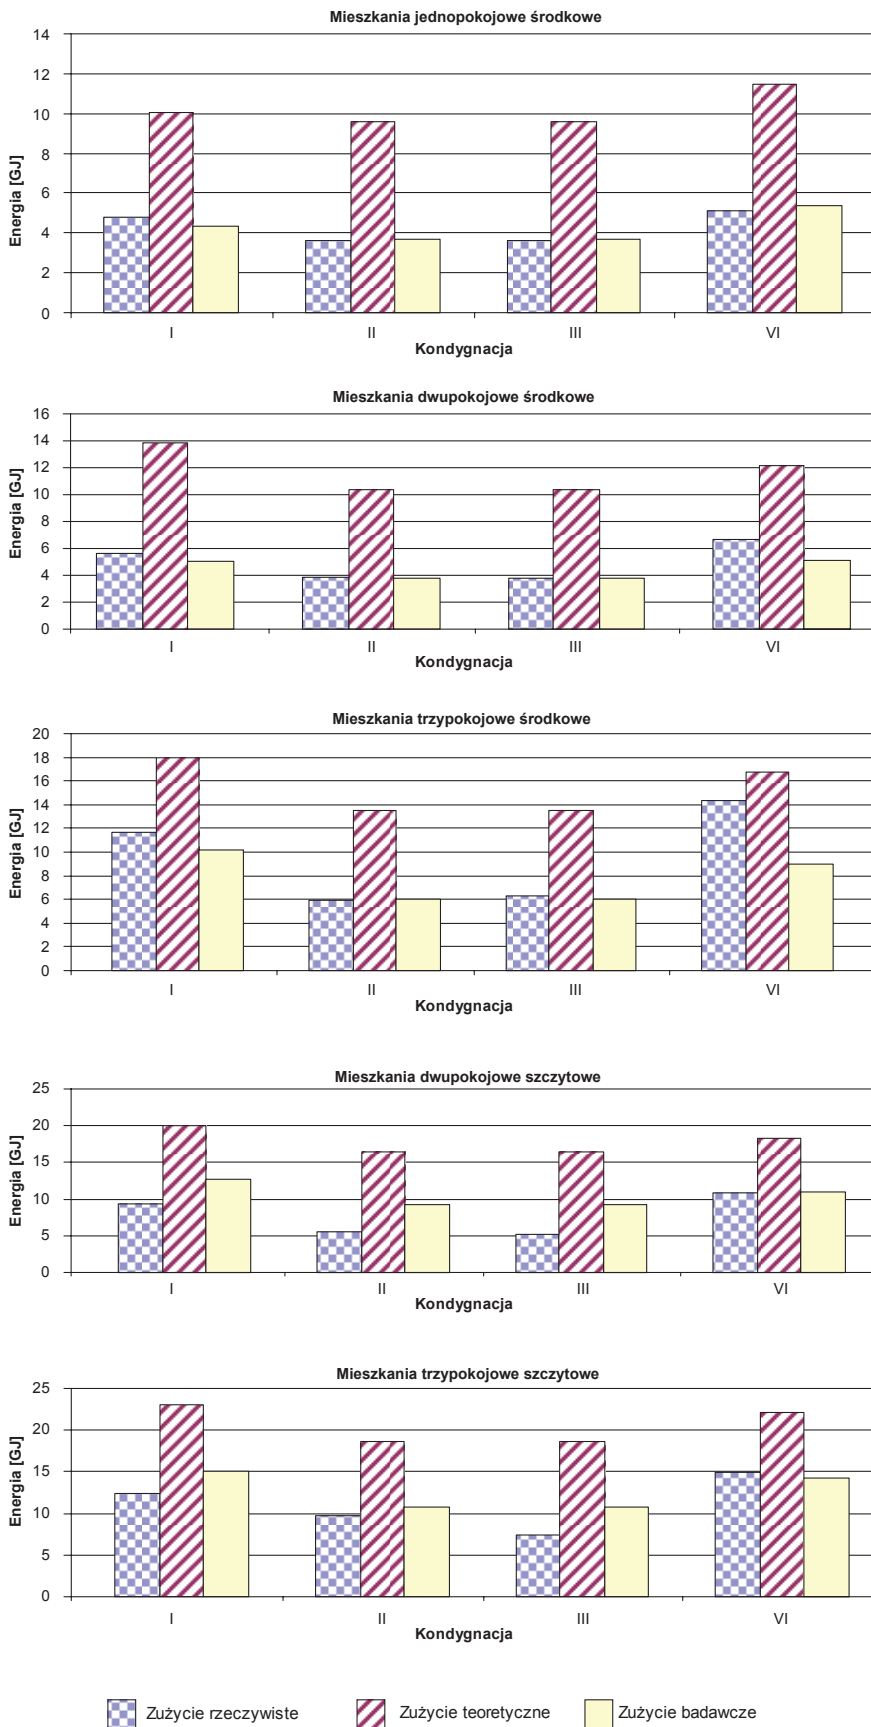 Mieszkania jednopokojowe środkowe
Energia [GJ]
14
12
10
8
6
4
2
0
I II III VI
Kondygnacja
Mieszkania dwupokojowe środkowe
Energia [GJ]
16
14
12
10
8
6
4
2
0
I II III VI
Kondygnacja
Mieszkania trzypokojowe środkowe
Energia [GJ]
20
18
16
14
12
10
8
6
4
2
0
I II III VI
Kondygnacja
Mieszkania dwupokojowe szczytowe
Energia [GJ]
25
20
15
10
5
0
I II III VI
Kondygnacja
Mieszkania trzypokojowe szczytowe
Energia [GJ]
25
20
15
10
5
0
I II III VI
Kondygnacja
Zużycie rzeczywiste Zużycie teoretyczne Zużycie badawcze